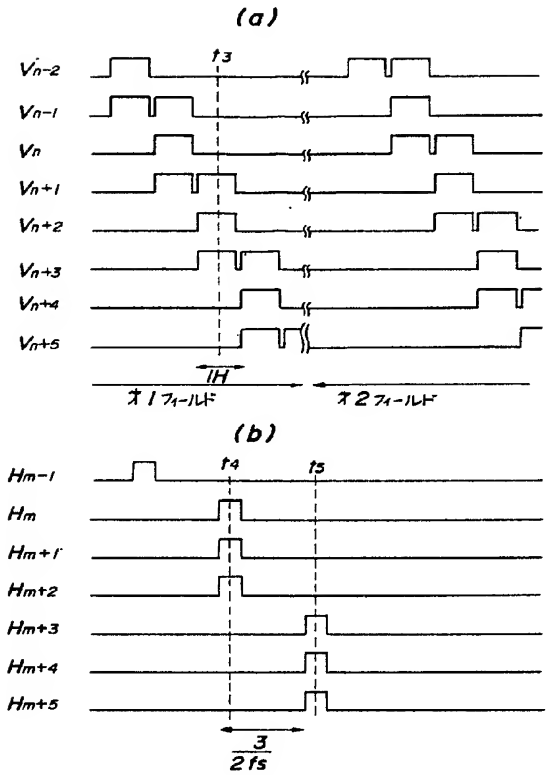 (a)
t3
Vn-2
Vn-1
Vn
Vn+1
Vn+2
Vn+3
Vn+4
Vn+5
1H
オ1フィールド
オ2フィールド
(b)
t4
t5
Hm-1
Hm
Hm+1
Hm+2
Hm+3
Hm+4
Hm+5
3
2fs